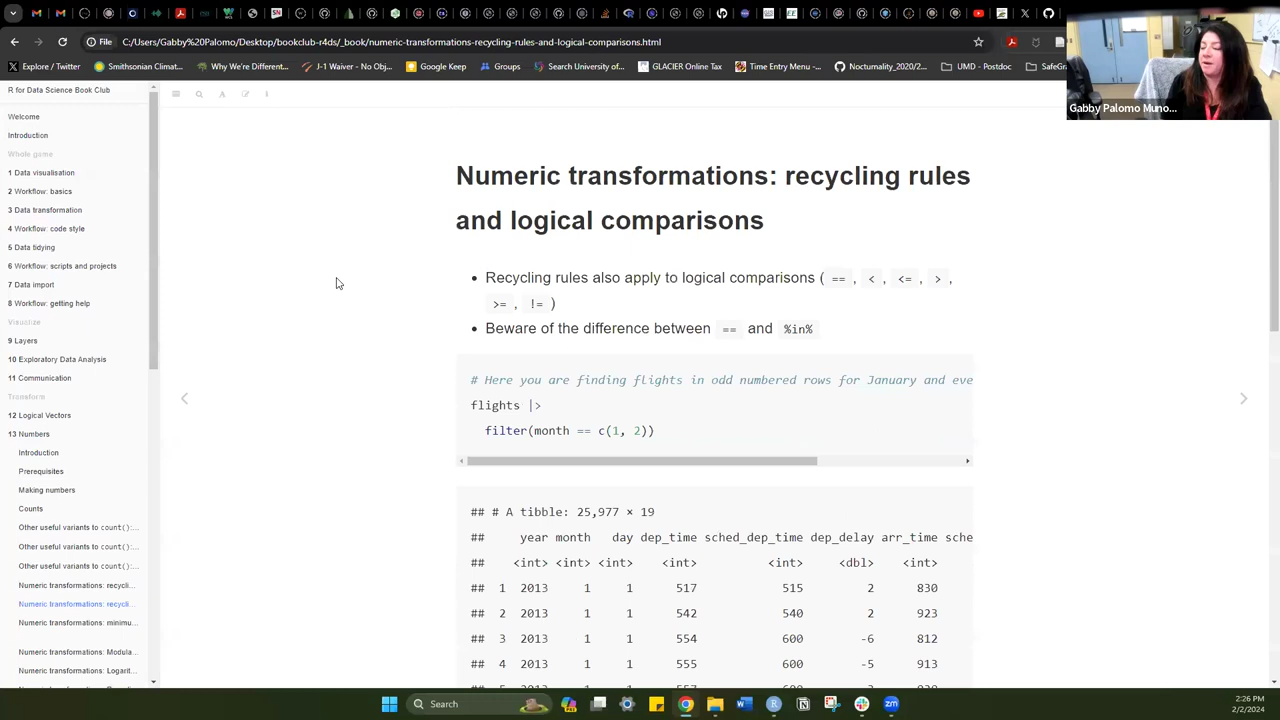 File
C:/Users/Gabby%20Palomo/Desktop/bookclub-r4ds/_book/numeric-transformations-recycling-rules-and-logical-comparisons.html
Explore / Twitter
Smithsonian Climat...
Why We're Different...
J-1 Waiver - No Obj...
Google Keep
Groups
Search University of...
GLACIER Online Tax
Time Entry Menu -...
Nocturnality_2020/2...
UMD - Postdoc
SafeGra
Gabby Palomo Muno...
R for Data Science Book Club
Welcome
Introduction
Whole game
1 Data visualisation
2 Workflow: basics
3 Data transformation
4 Workflow: code style
5 Data tidying
6 Workflow: scripts and projects
7 Data import
8 Workflow: getting help
Visualize
9 Layers
10 Exploratory Data Analysis
11 Communication
Transform
12 Logical Vectors
13 Numbers
Introduction
Prerequisites
Making numbers
Counts
Other useful variants to count():...
Other useful variants to count():...
Other useful variants to count():...
Numeric transformations: recycli...
Numeric transformations: recycli...
Numeric transformations: minimu...
Numeric transformations: Modula...
Numeric transformations: Logarit...
Numeric transformations: recycling rules
and logical comparisons
• Recycling rules also apply to logical comparisons ( == , < , <= , > ,
>= , != )
• Beware of the difference between == and %in%
# Here you are finding flights in odd numbered rows for January and eve
flights |>
filter(month == c(1, 2))
## # A tibble: 25,977 × 19
## year month day dep_time sched_dep_time dep_delay arr_time sche
## <int> <int> <int> <int> <int> <dbl> <int>
## 1 2013 1 1 517 515 2 830
## 2 2013 1 1 542 540 2 923
## 3 2013 1 1 554 600 -6 812
## 4 2013 1 1 555 600 -5 913
Search
2:26 PM
2/2/2024